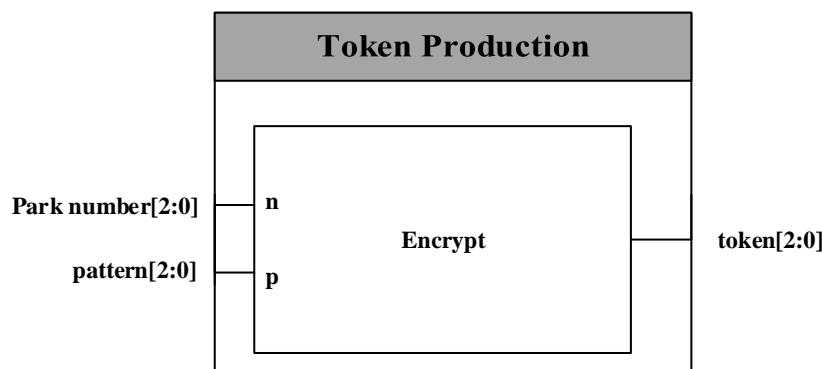 Token Production
Park number[2:0]
n
Encrypt
token[2:0]
pattern[2:0]
p